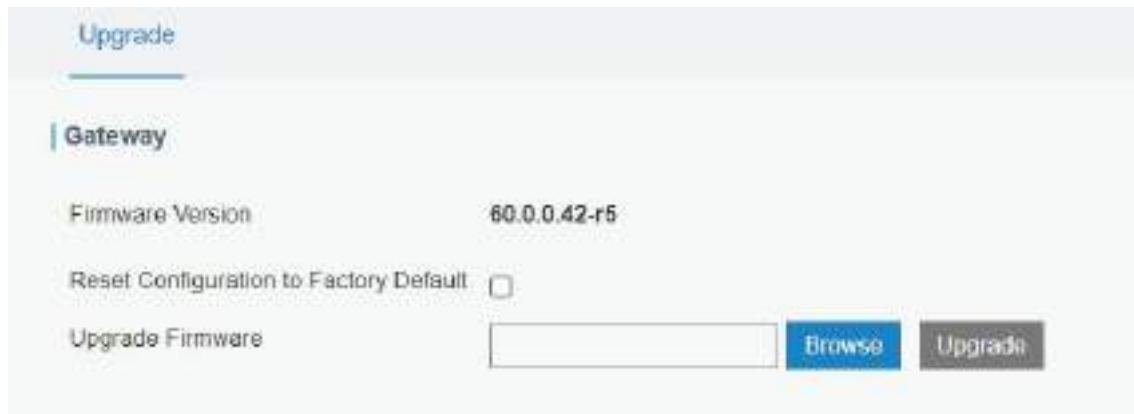 Upgrade
Gateway
Firmware Version 60.0.0.42-r5
Reset Configuration to Factory Default
Upgrade Firmware Browse Upgrade